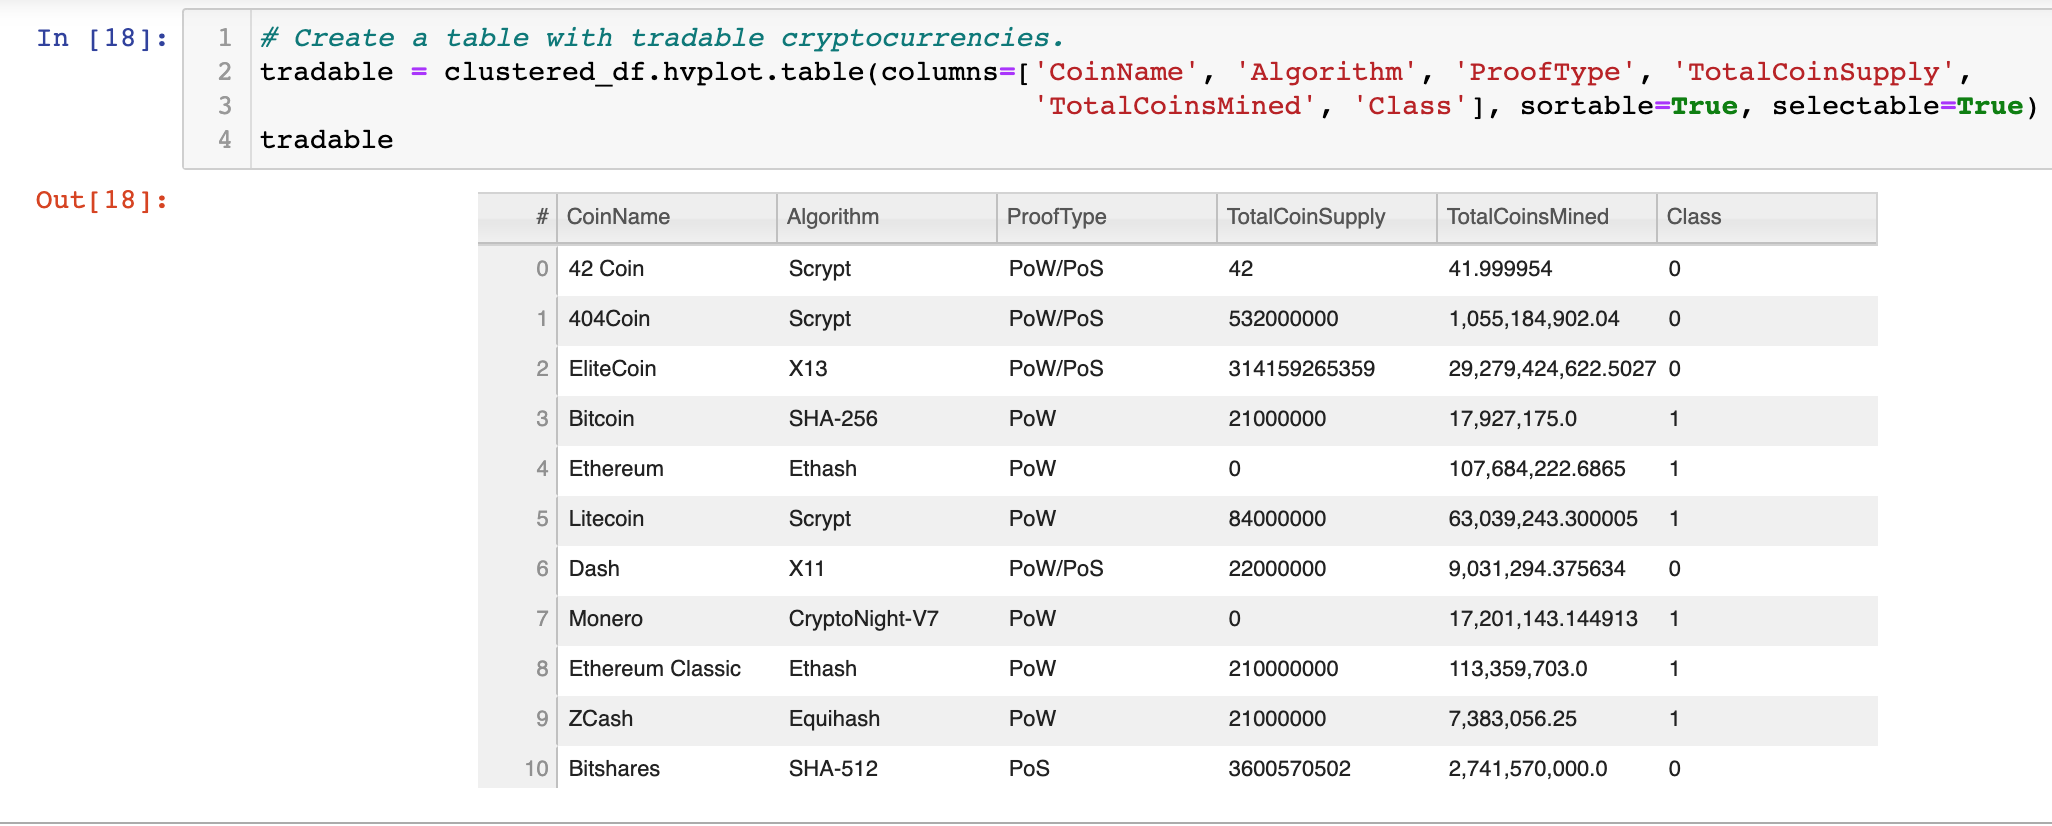 In [18]:
1 # Create a table with tradable cryptocurrencies.
2 tradable = clustered_df.hvplot.table(columns=['CoinName', 'Algorithm', 'ProofType', 'TotalCoinSupply',
3 'TotalCoinsMined', 'Class'], sortable=True, selectable=True)
4 tradable
Out[18]:
# CoinName Algorithm ProofType TotalCoinSupply TotalCoinsMined Class
0 42 Coin Scrypt PoW/PoS 42 41.999954 0
1 404Coin Scrypt PoW/PoS 532000000 1,055,184,902.04 0
2 EliteCoin X13 PoW/PoS 314159265359 29,279,424,622.5027 0
3 Bitcoin SHA-256 PoW 21000000 17,927,175.0 1
4 Ethereum Ethash PoW 0 107,684,222.6865 1
5 Litecoin Scrypt PoW 84000000 63,039,243.300005 1
6 Dash X11 PoW/PoS 22000000 9,031,294.375634 0
7 Monero CryptoNight-V7 PoW 0 17,201,143.144913 1
8 Ethereum Classic Ethash PoW 210000000 113,359,703.0 1
9 ZCash Equihash PoW 21000000 7,383,056.25 1
10 Bitshares SHA-512 PoS 3600570502 2,741,570,000.0 0